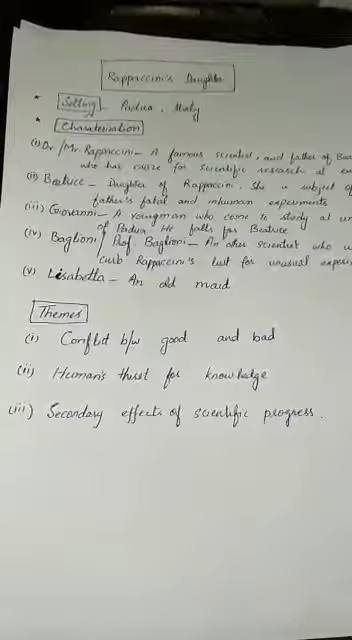 Rappaccini's Daughter
* Setting - Padua, Italy
* Characterisation
(i) Dr/Mr. Rappaccini - A famous scientist, and father of
who has craze for scientific research at
(ii) Beatrice - Daughter of Rappaccini. She is subject of
father's fatal and inhuman experiments
(iii) Giovanni - A Youngman who come to study at
of Padua. He falls for Beatrice
(iv) Baglioni / Prof. Baglioni - An other scientist who
curb Rappaccini's lust for unusual
(v) Lisabetta - An old maid
Themes
(i) Conflict b/w good and bad
(ii) Human's thirst for knowledge
(iii) Secondary effects of scientific progress.